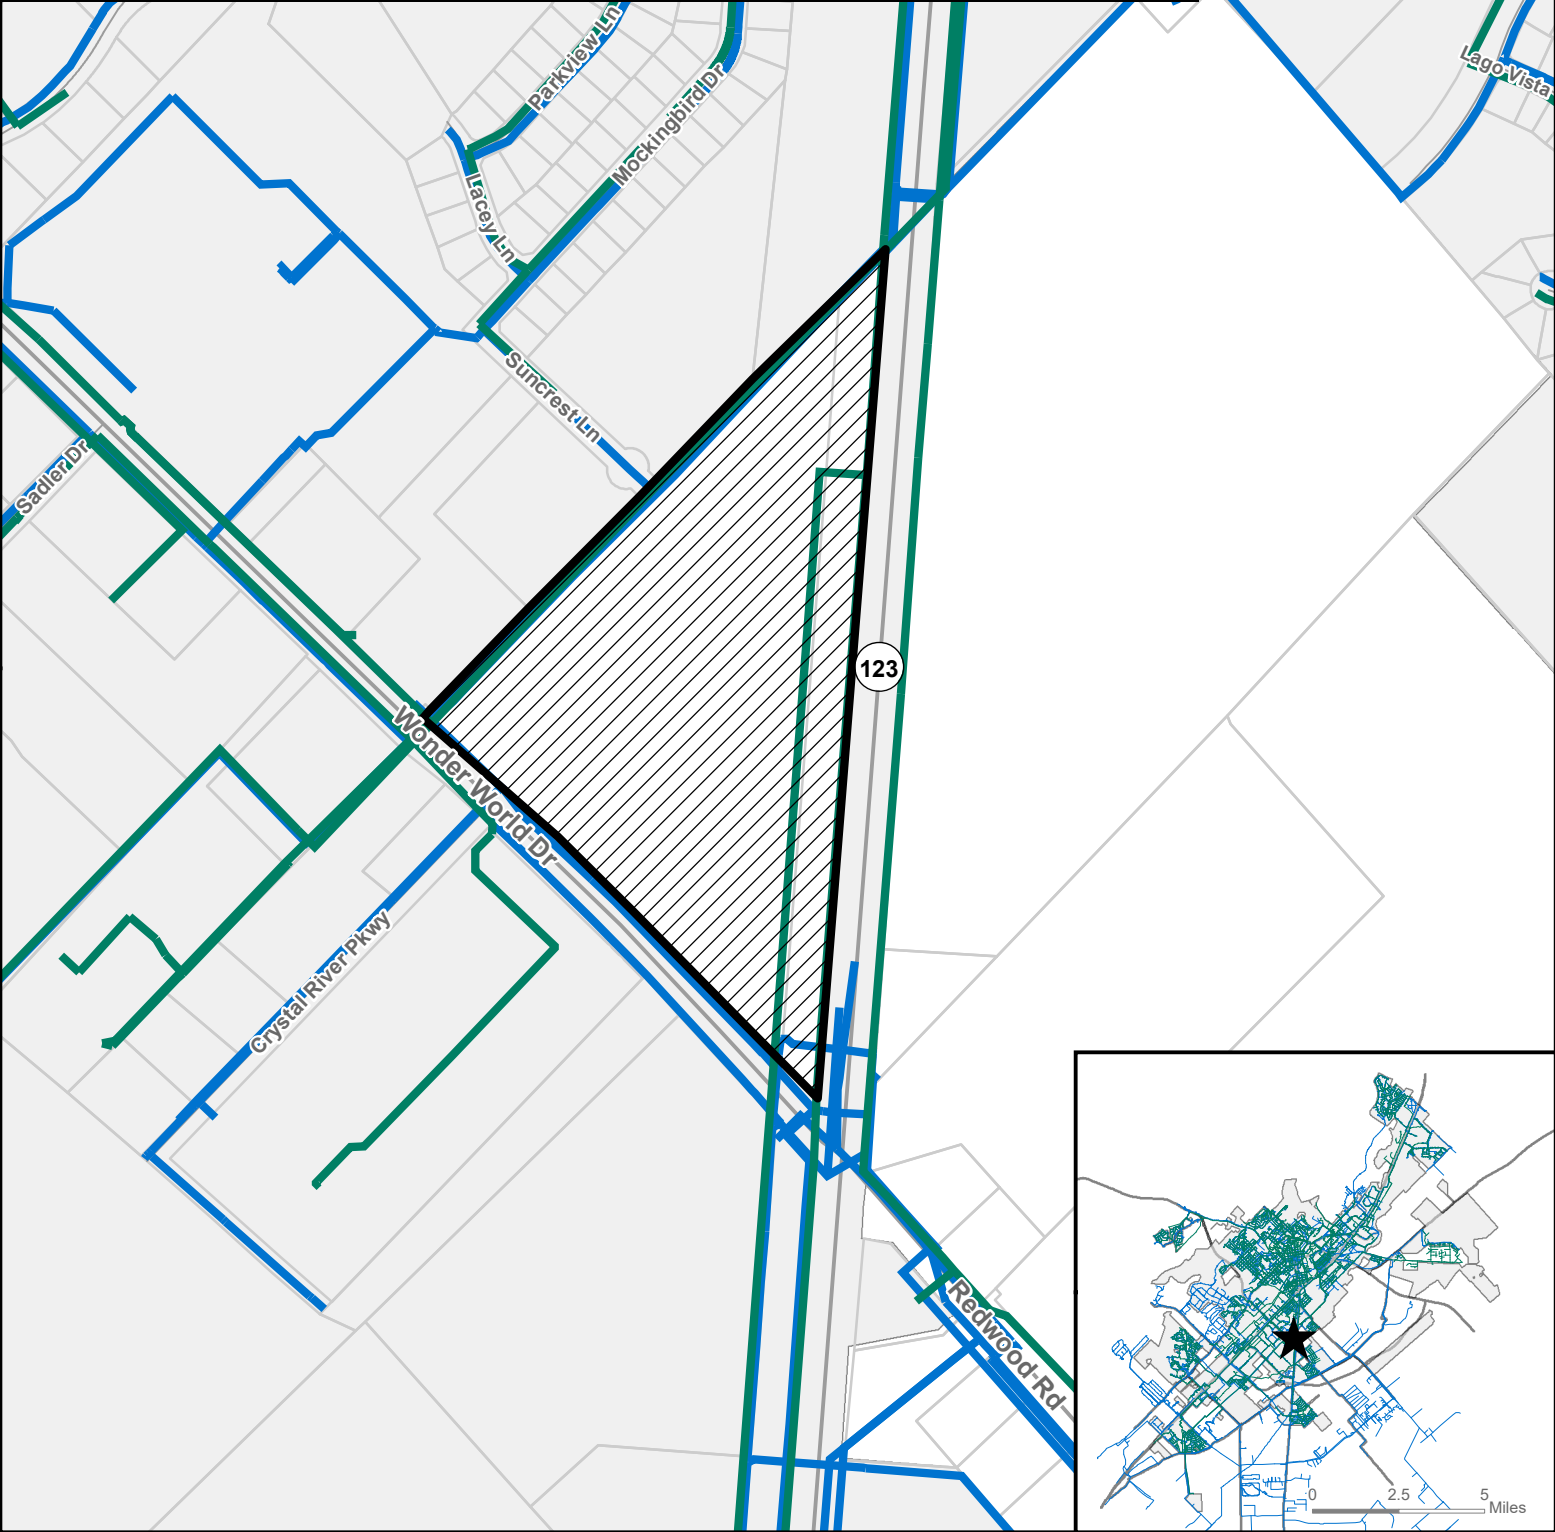 Parkview Ln
Lago Vista
Mockingbird Dr
Lacey Ln
Suncrest Ln
Sadler Dr
123
Wonder World Dr
Crystal River Pkwy
Redwood Rd
0 2.5 5
Miles